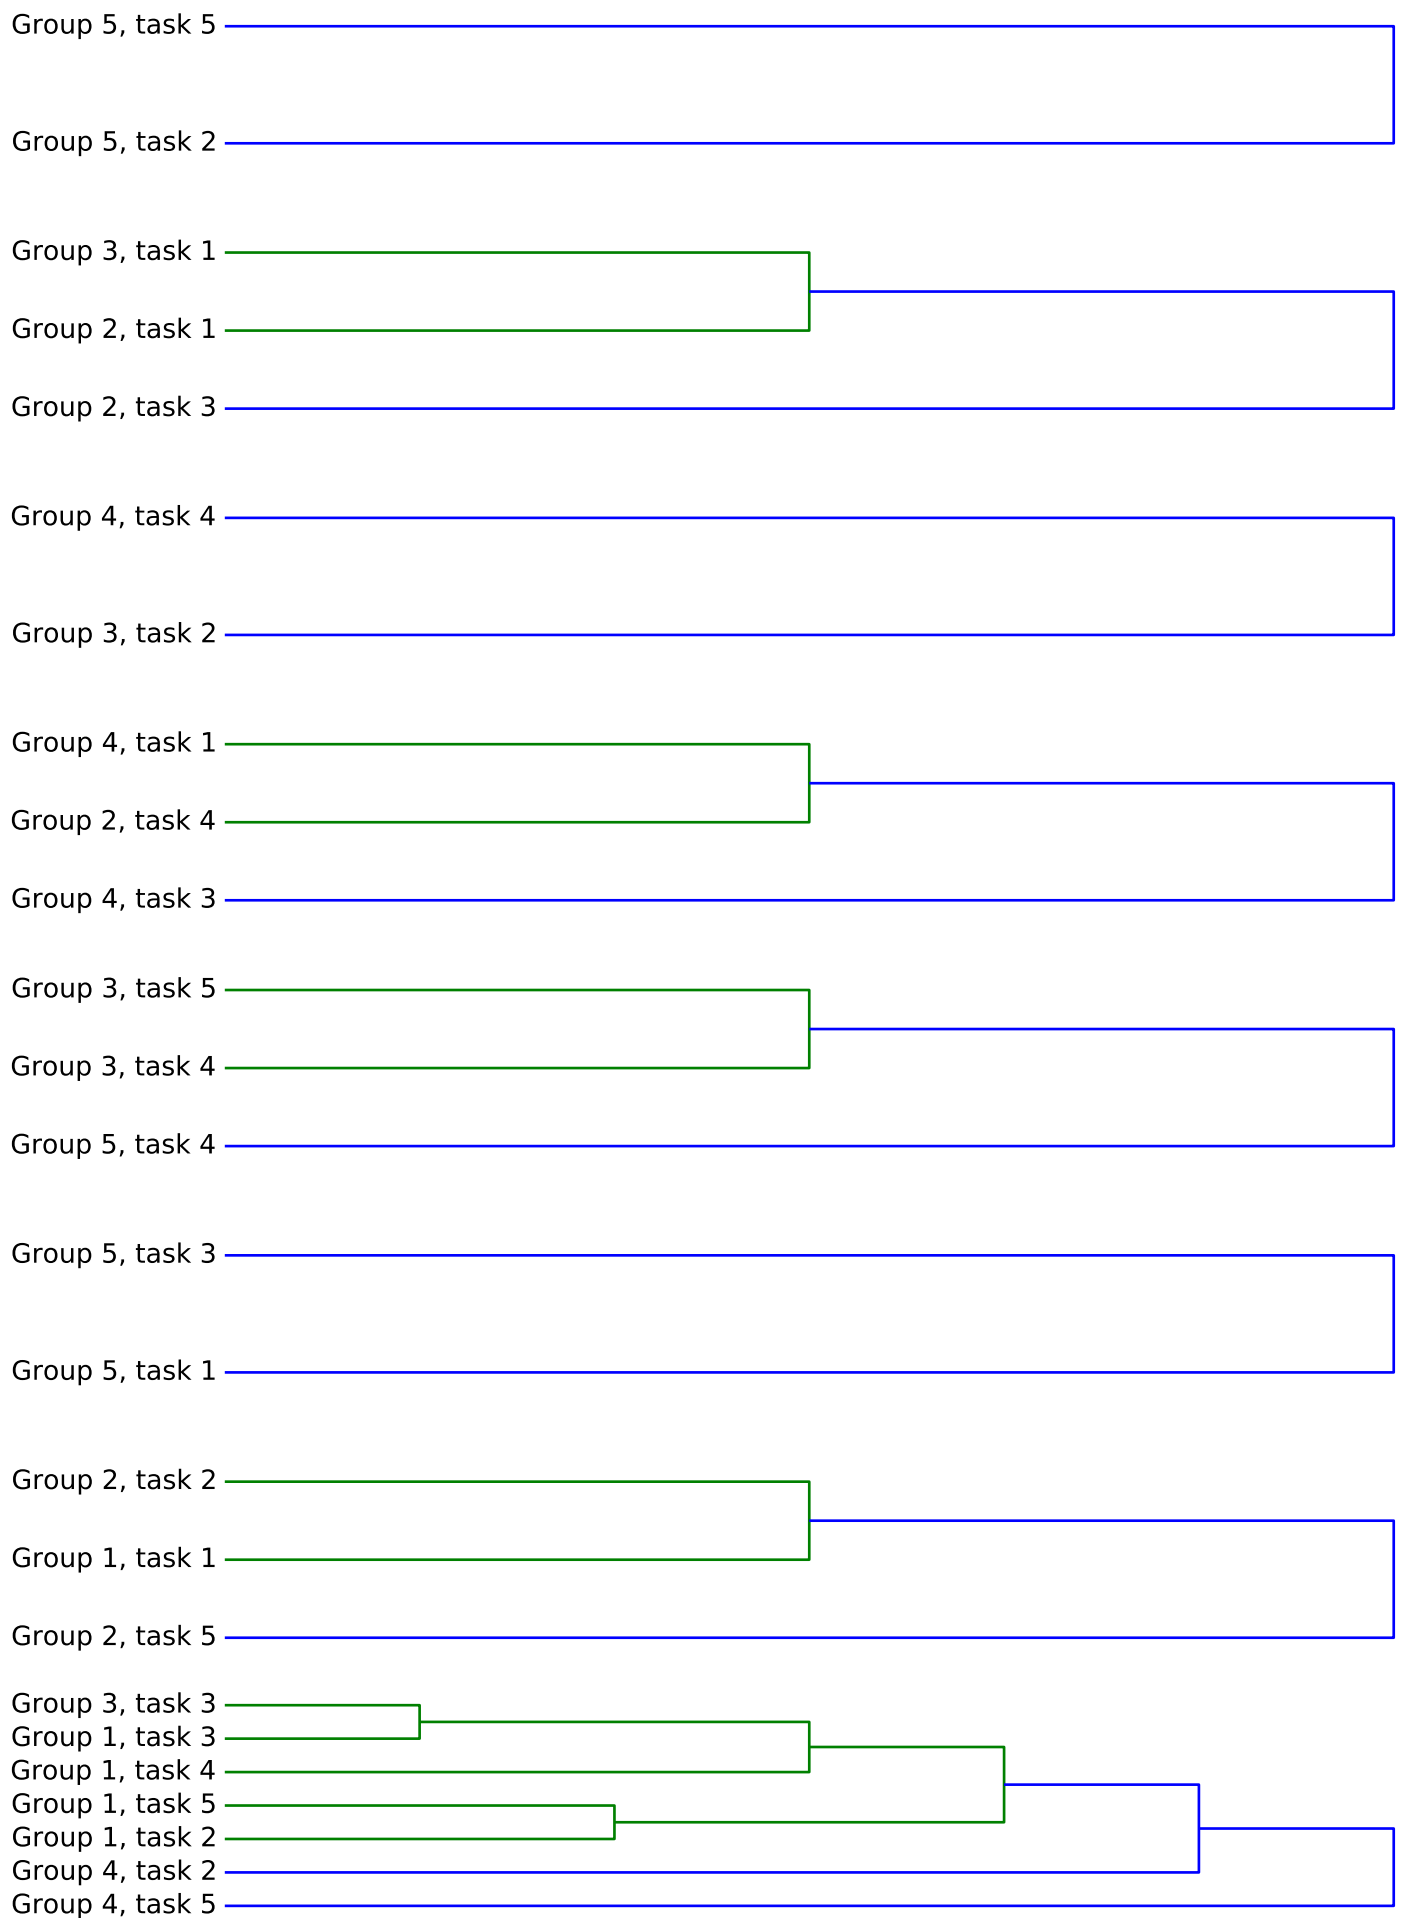 Group 5, task 5
Group 5, task 2
Group 3, task 1
Group 2, task 1
Group 2, task 3
Group 4, task 4
Group 3, task 2
Group 4, task 1
Group 2, task 4
Group 4, task 3
Group 3, task 5
Group 3, task 4
Group 5, task 4
Group 5, task 3
Group 5, task 1
Group 2, task 2
Group 1, task 1
Group 2, task 5
Group 3, task 3
Group 1, task 3
Group 1, task 4
Group 1, task 5
Group 1, task 2
Group 4, task 2
Group 4, task 5